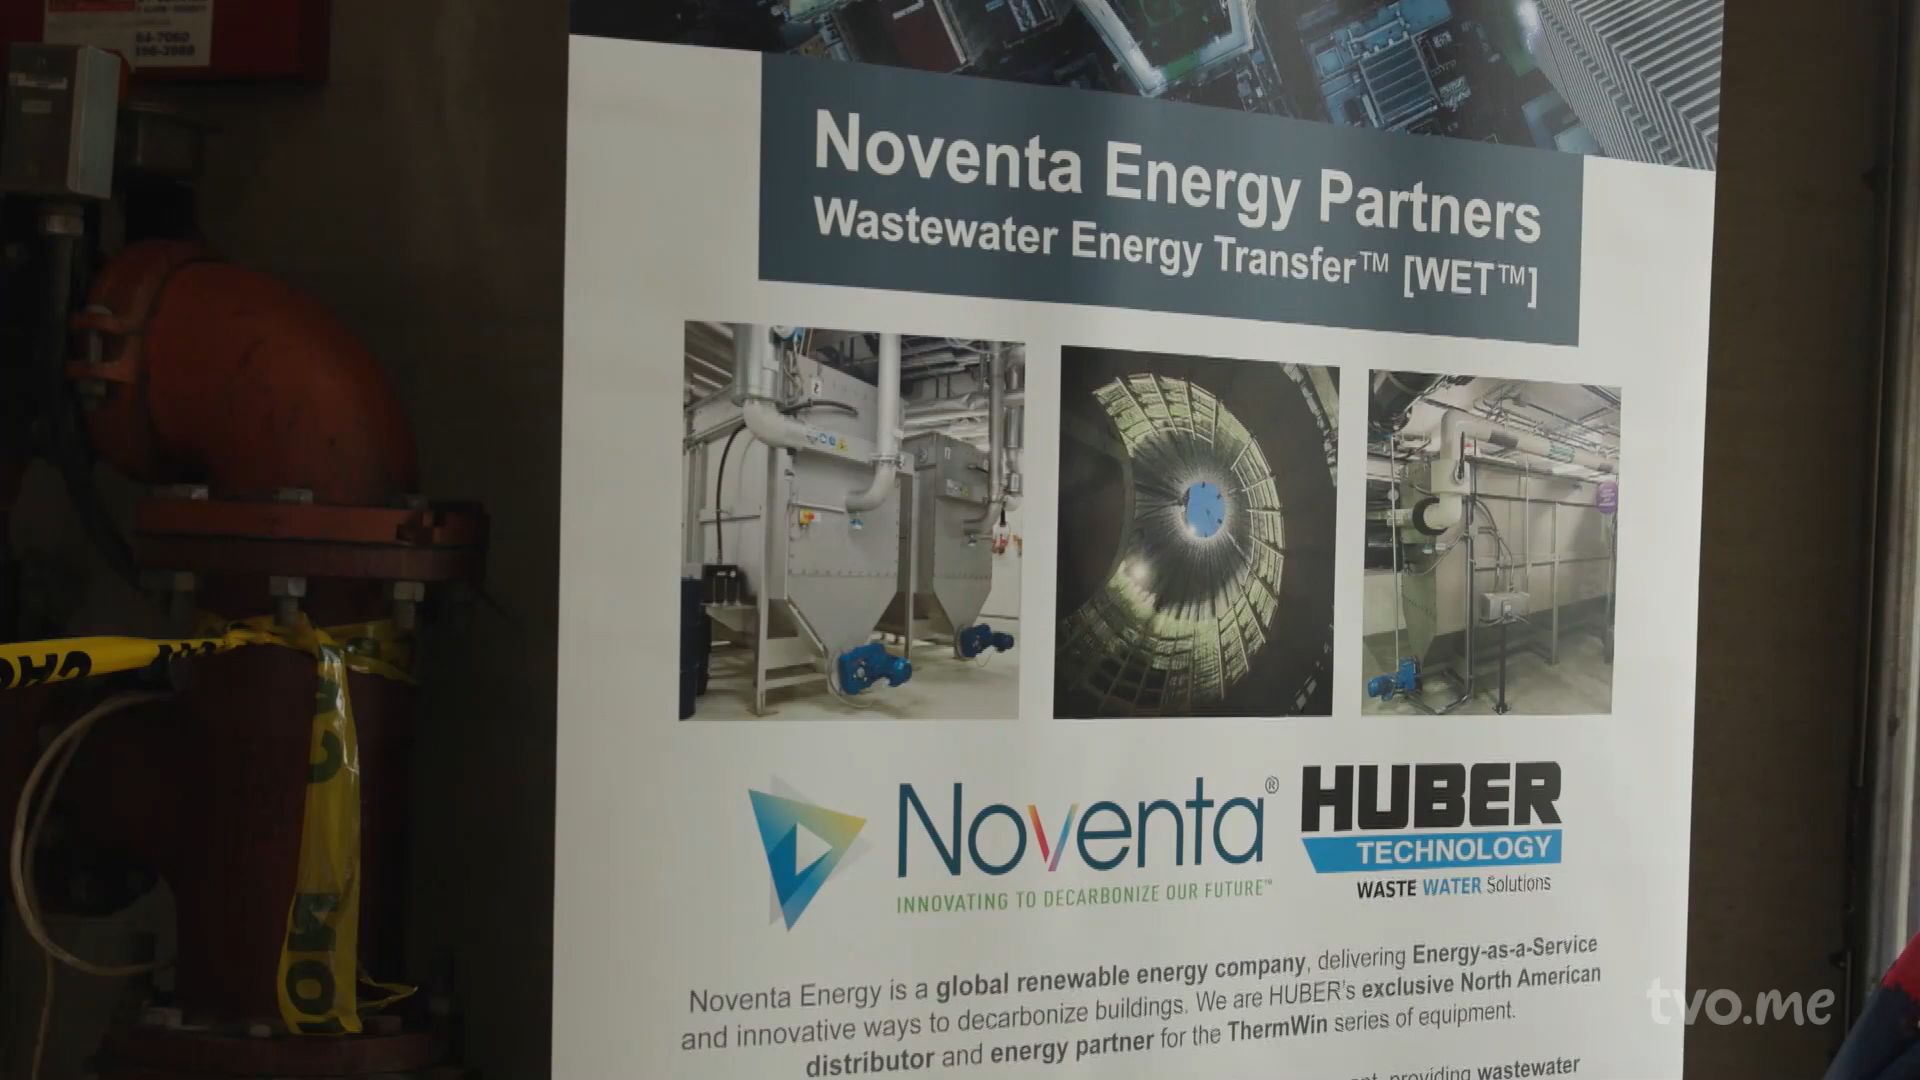 64-7060
Noventa Energy Partners
Wastewater Energy Transfer™ [WET™]
Noventa®
INNOVATING TO DECARBONIZE OUR FUTURE™
HUBER
TECHNOLOGY
WASTE WATER Solutions
Noventa Energy is a global renewable energy company, delivering Energy-as-a-Service
and innovative ways to decarbonize buildings. We are HUBER's exclusive North American
distributor and energy partner for the ThermWin series of equipment.
providing wastewater
tvo.me